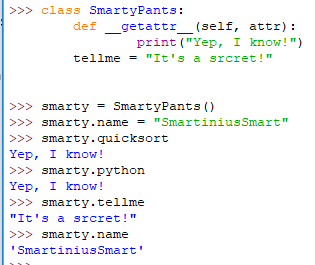 >>> class SmartyPants:
        def __getattr__(self, attr):
                print("Yep, I know!")
        tellme = "It's a srcret!"
>>> smarty = SmartyPants()
>>> smarty.name = "SmartiniusSmart"
>>> smarty.quicksort
Yep, I know!
>>> smarty.python
Yep, I know!
>>> smarty.tellme
"It's a srcret!"
>>> smarty.name
'SmartiniusSmart'
>>>